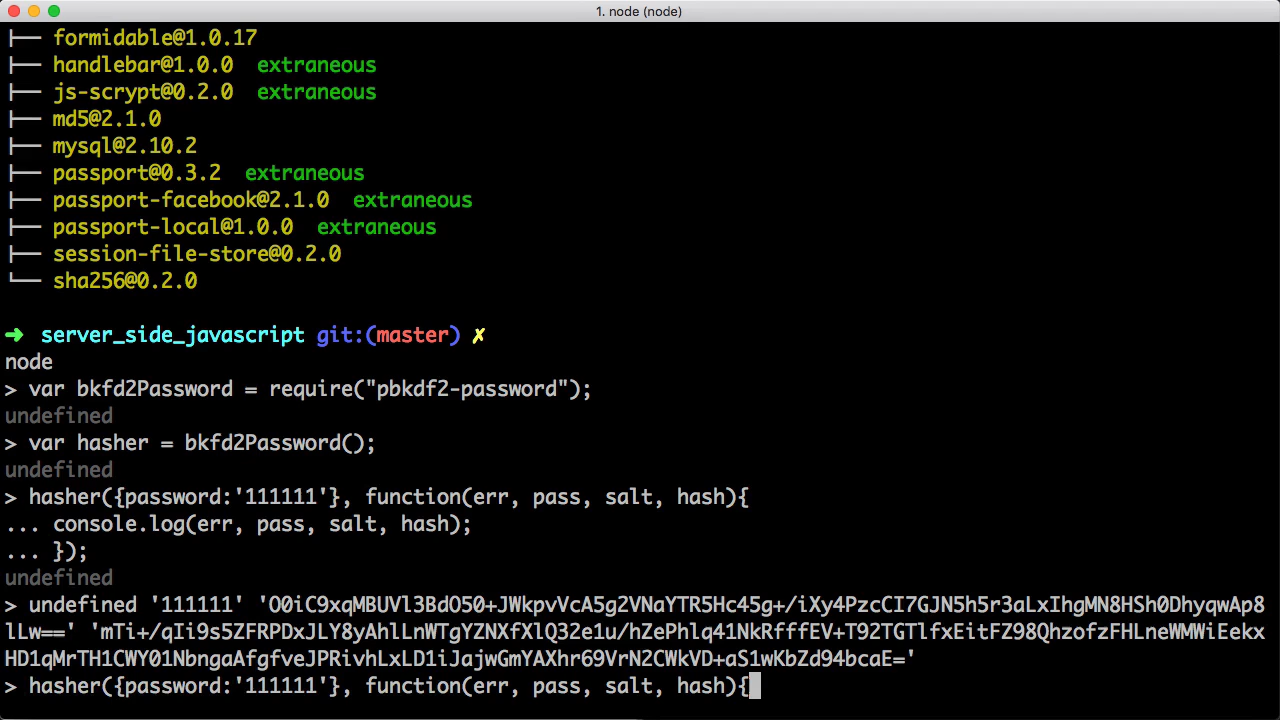 1. node (node)
├── formidable@1.0.17
├── handlebar@1.0.0  extraneous
├── js-scrypt@0.2.0  extraneous
├── md5@2.1.0
├── mysql@2.10.2
├── passport@0.3.2  extraneous
├── passport-facebook@2.1.0  extraneous
├── passport-local@1.0.0  extraneous
├── session-file-store@0.2.0
└── sha256@0.2.0
➜  server_side_javascript git:(master) ✗
node
> var bkfd2Password = require("pbkdf2-password");
undefined
> var hasher = bkfd2Password();
undefined
> hasher({password:'111111'}, function(err, pass, salt, hash){
... console.log(err, pass, salt, hash);
... });
undefined
> undefined '111111' 'O0iC9xqMBUVl3BdO50+JWkpvVcA5g2VNaYTR5Hc45g+/iXy4PzcCI7GJN5h5r3aLxIhgMN8HSh0DhyqwAp8
lLw==' 'mTi+/qIi9s5ZFRPDxJLY8yAhlLnWTgYZNXfXlQ32e1u/hZePhlq41NkRfffEV+T92TGTlfxEitFZ98QhzofzFHLneWMWiEekx
HD1qMrTH1CWY01NbngaAfgfveJPRivhLxLD1iJajwGmYAXhr69VrN2CWkVD+aS1wKbZd94bcaE='
> hasher({password:'111111'}, function(err, pass, salt, hash){